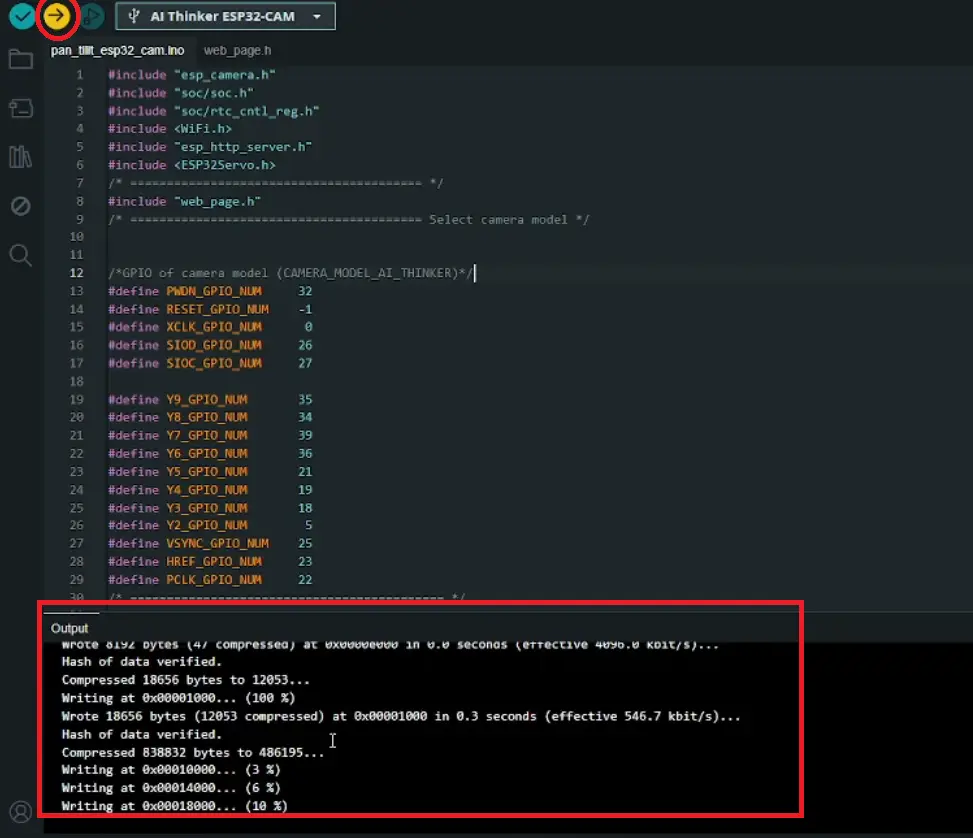 AI Thinker ESP32-CAM
pan_tilit_esp32_cam.ino web_page.h
1 #include "esp_camera.h"
2 #include "soc/soc.h"
3 #include "soc/rtc_cntl_reg.h"
4 #include <WiFi.h>
5 #include "esp_http_server.h"
6 #include <ESP32Servo.h>
7 /* ======================================== */
8 #include "web_page.h"
9 /* ======================================== Select camera model */
10
11
12 /*GPIO of camera model (CAMERA_MODEL_AI_THINKER)*/
13 #define PWDN_GPIO_NUM 32
14 #define RESET_GPIO_NUM -1
15 #define XCLK_GPIO_NUM 0
16 #define SIOD_GPIO_NUM 26
17 #define SIOC_GPIO_NUM 27
18
19 #define Y9_GPIO_NUM 35
20 #define Y8_GPIO_NUM 34
21 #define Y7_GPIO_NUM 39
22 #define Y6_GPIO_NUM 36
23 #define Y5_GPIO_NUM 21
24 #define Y4_GPIO_NUM 19
25 #define Y3_GPIO_NUM 18
26 #define Y2_GPIO_NUM 5
27 #define VSYNC_GPIO_NUM 25
28 #define HREF_GPIO_NUM 23
29 #define PCLK_GPIO_NUM 22
30 /* =========================================== */
Output
Wrote 8192 bytes (47 compressed) at 0x0000e000 in 0.0 seconds (effective 4096.0 kbit/s)...
Hash of data verified.
Compressed 18656 bytes to 12053...
Writing at 0x00001000... (100 %)
Wrote 18656 bytes (12053 compressed) at 0x00001000 in 0.3 seconds (effective 546.7 kbit/s)...
Hash of data verified.
Compressed 838832 bytes to 486195...
Writing at 0x00010000... (3 %)
Writing at 0x00014000... (6 %)
Writing at 0x00018000... (10 %)